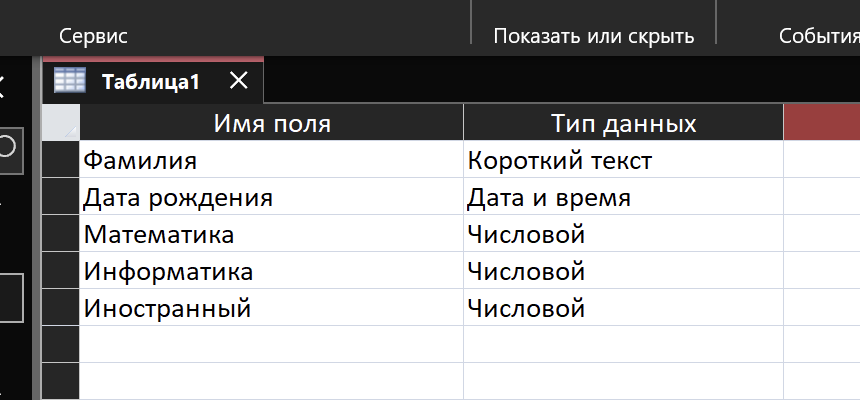 Сервис
Показать или скрыть
События
Таблица1
Имя поля Тип данных
Фамилия Короткий текст
Дата рождения Дата и время
Математика Числовой
Информатика Числовой
Иностранный Числовой